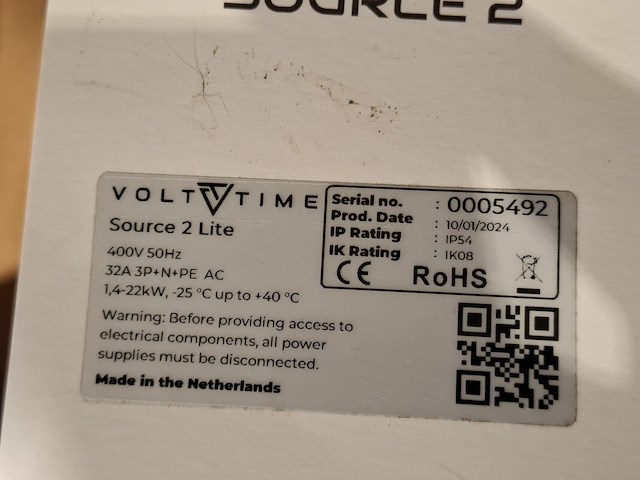 SOURCE 2
VOLT TIME
Source 2 Lite
400V 50Hz
32A 3P+N+PE AC
1,4-22kW, -25 °C up to +40 °C
Warning: Before providing access to
electrical components, all power
supplies must be disconnected.
Made in the Netherlands
Serial no. : 0005492
Prod. Date : 10/01/2024
IP Rating : IP54
IK Rating : IK08
CE RoHS